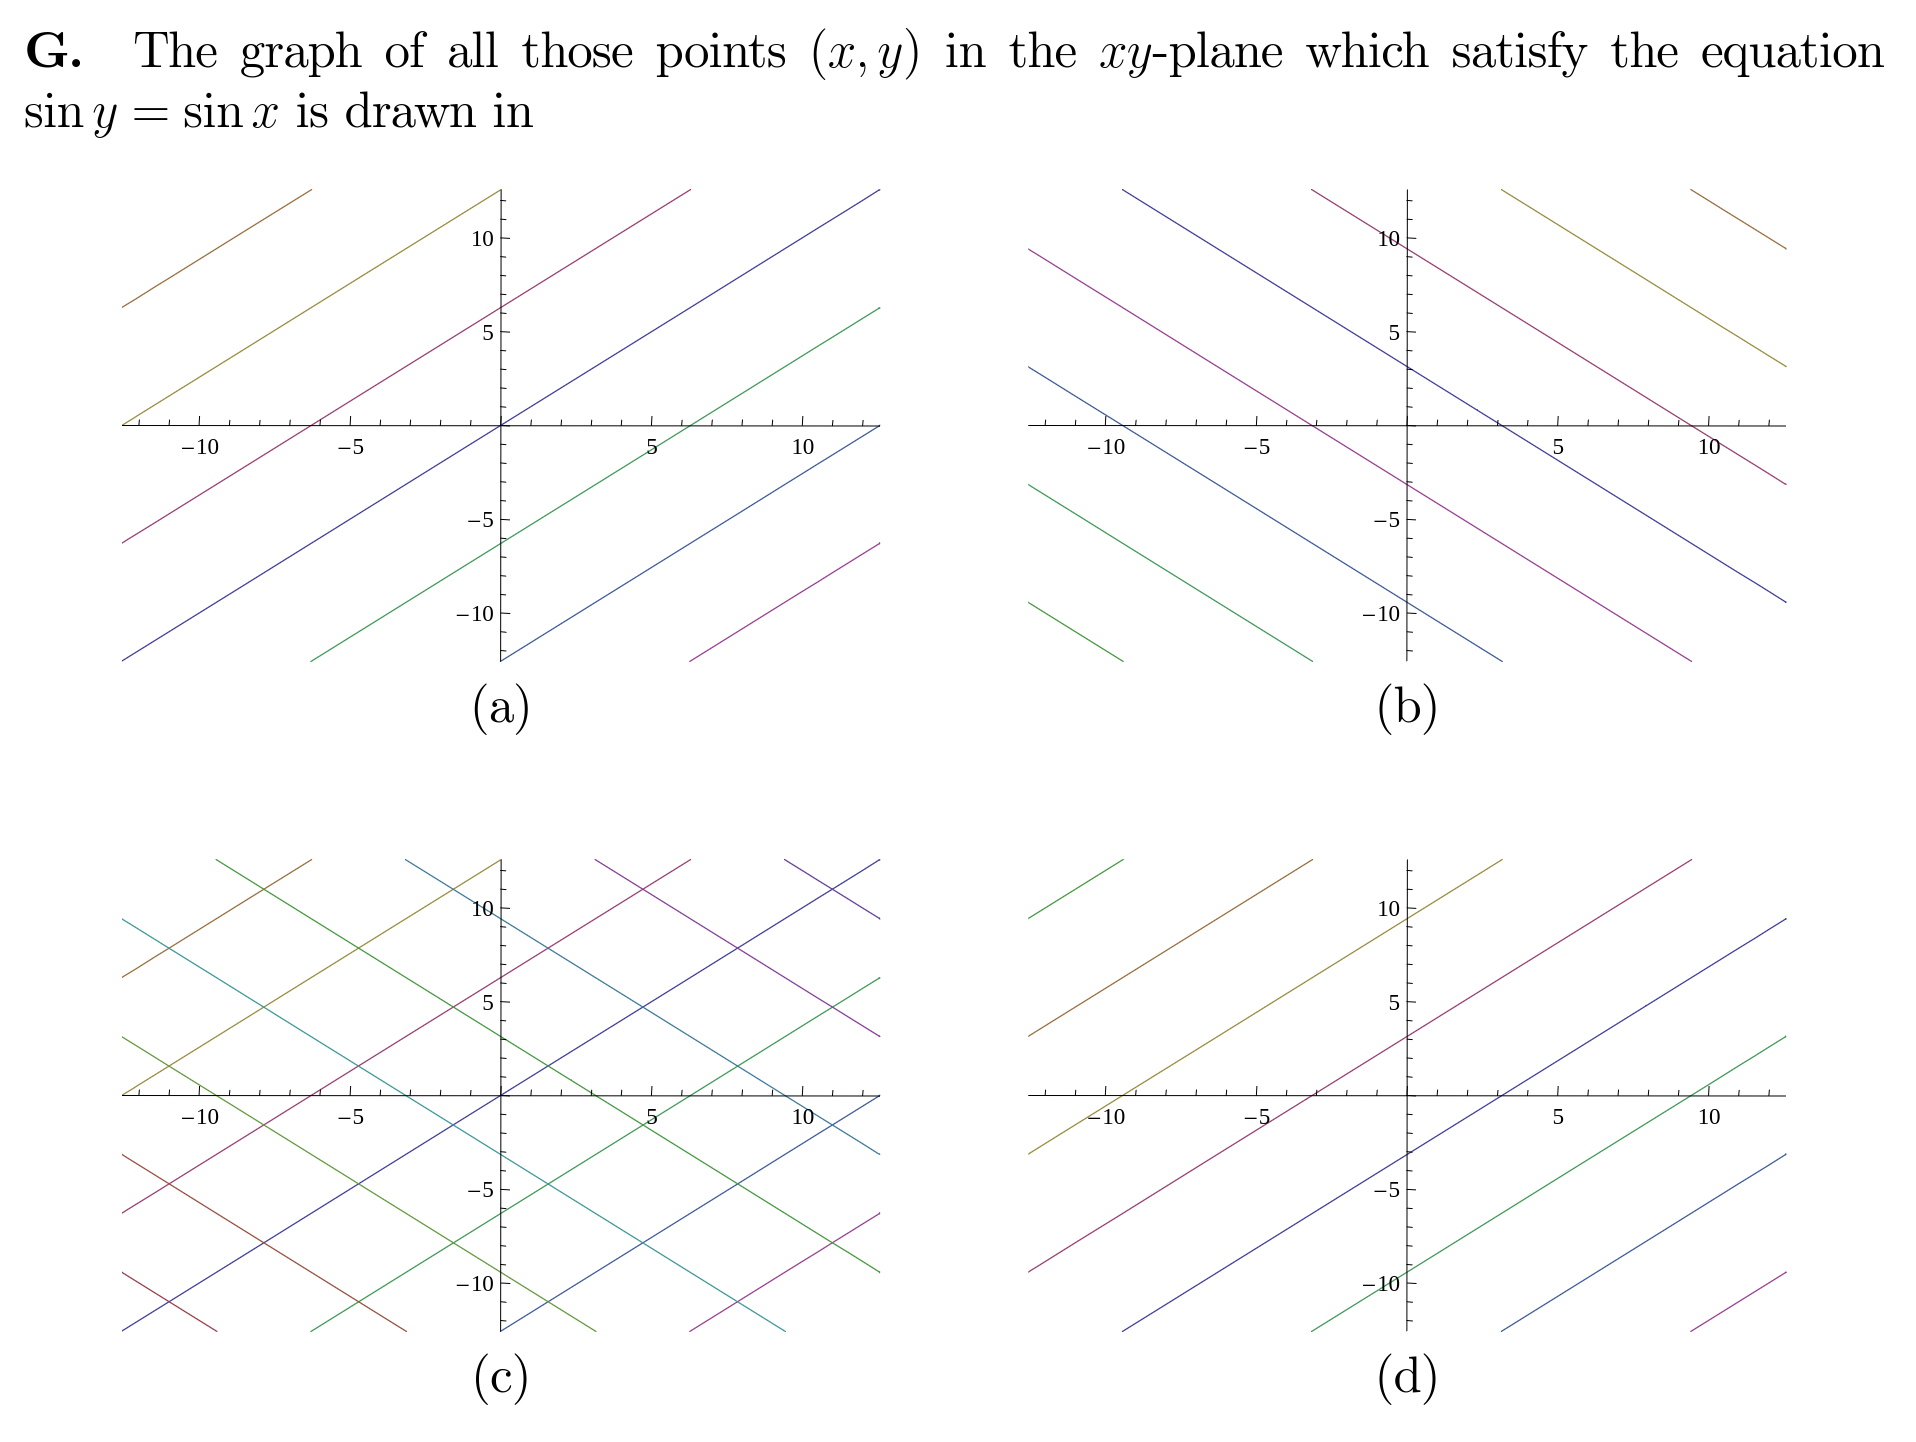 G. The graph of all those points (x, y) in the xy-plane which satisfy the equation
sin y = sin x is drawn in
10
5
−10 −5 5 10
−5
−10
(a)
10
5
−10 −5 5 10
−5
−10
(b)
10
5
−10 −5 5 10
−5
−10
(c)
10
5
−10 −5 5 10
−5
−10
(d)